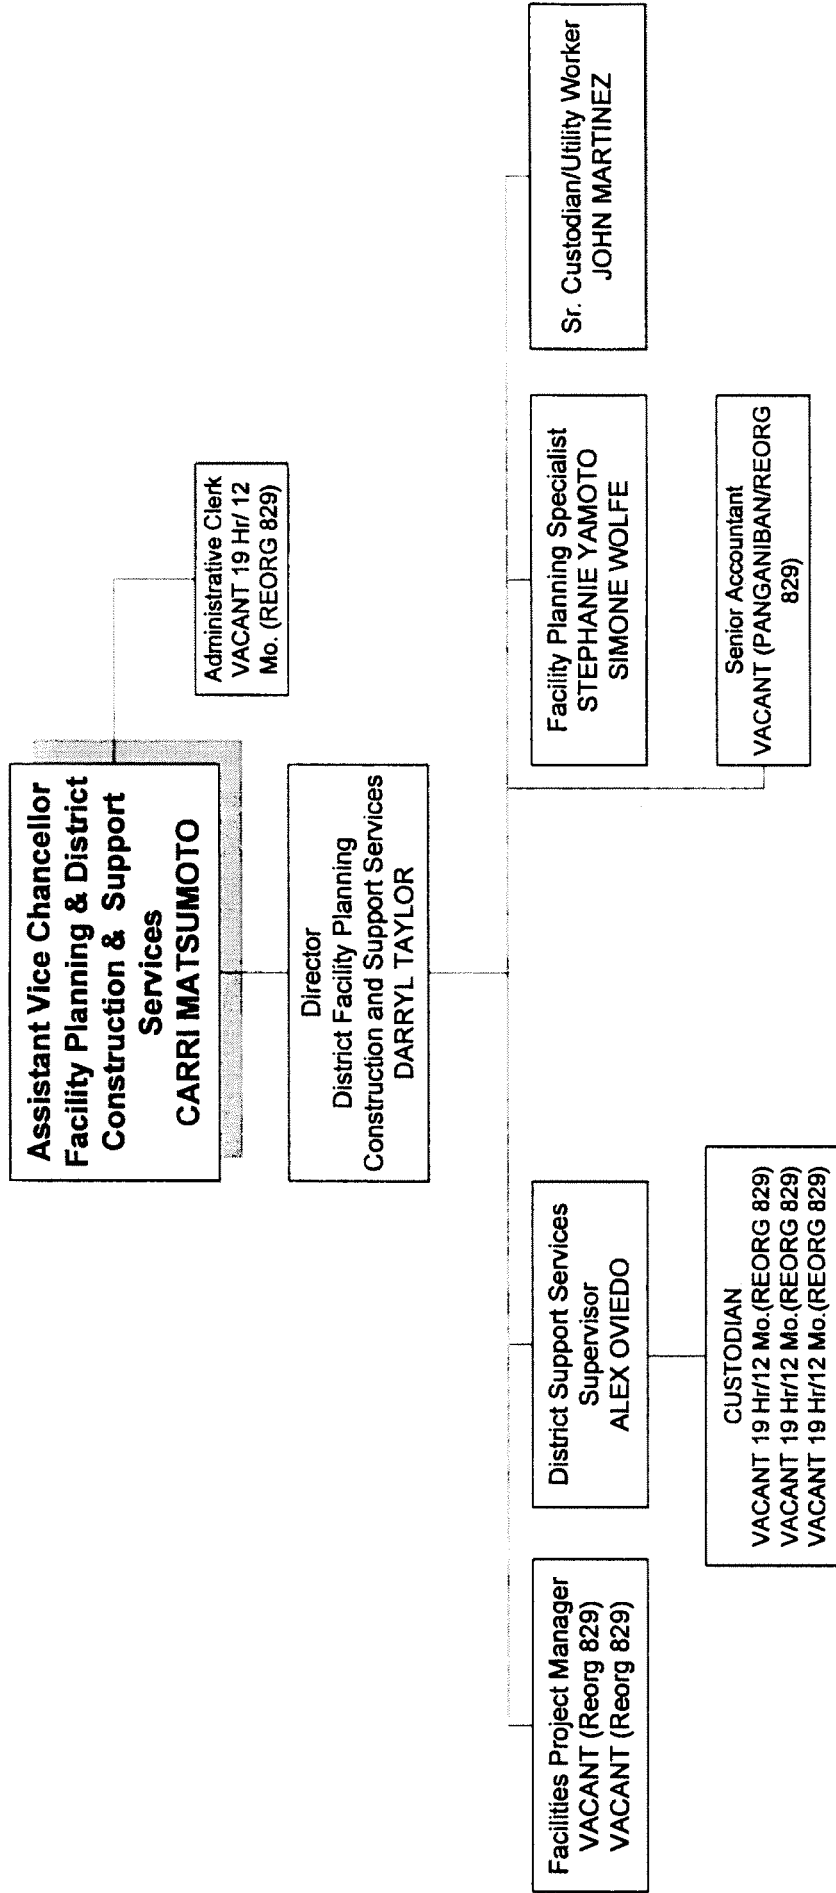 Assistant Vice Chancellor
Facility Planning & District
Construction & Support
Services
CARRI MATSUMOTO
Administrative Clerk
VACANT 19 Hr/ 12
Mo. (REORG 829)
Director
District Facility Planning
Construction and Support Services
DARRYL TAYLOR
Facilities Project Manager
VACANT (Reorg 829)
VACANT (Reorg 829)
District Support Services
Supervisor
ALEX OVIEDO
Facility Planning Specialist
STEPHANIE YAMOTO
SIMONE WOLFE
Sr. Custodian/Utility Worker
JOHN MARTINEZ
CUSTODIAN
VACANT 19 Hr/12 Mo.(REORG 829)
VACANT 19 Hr/12 Mo.(REORG 829)
VACANT 19 Hr/12 Mo.(REORG 829)
Senior Accountant
VACANT (PANGANIBAN/REORG
829)